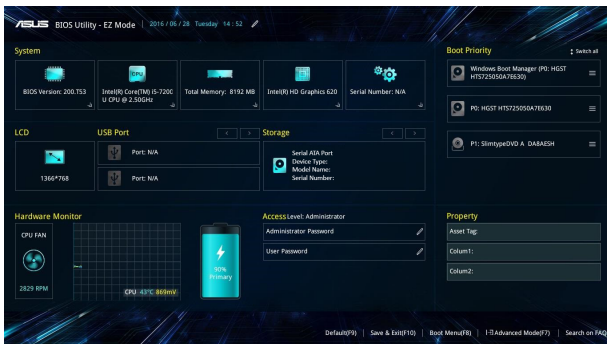 ASUS BIOS Utility - EZ Mode 2016 / 06 / 28 Tuesday 14 : 52
System
BIOS Version: 200.T53
Intel(R) Core(TM) i5-7200
U CPU @ 2.50GHz
CPU
Total Memory: 8192 MB
Intel(R) HD Graphics 620
Serial Number: N/A
Boot Priority
Switch all
Windows Boot Manager (P0: HGST
HTS725050A7E630)
P0: HGST HTS725050A7E630
P1: SlimtypeDVD A DA8AESH
LCD
1366*768
USB Port
Port: N/A
Port: N/A
Storage
Serial ATA Port
Device Type:
Model Name:
Serial Number:
Hardware Monitor
CPU FAN
2829 RPM
CPU 43°C 869mV
90%
Primary
Access Level: Administrator
Administrator Password
User Password
Property
Asset Tag:
Colum1:
Colum2:
Default(F9) | Save & Exit(F10) | Boot Menu(F8) | Advanced Mode(F7) | Search on FAQ